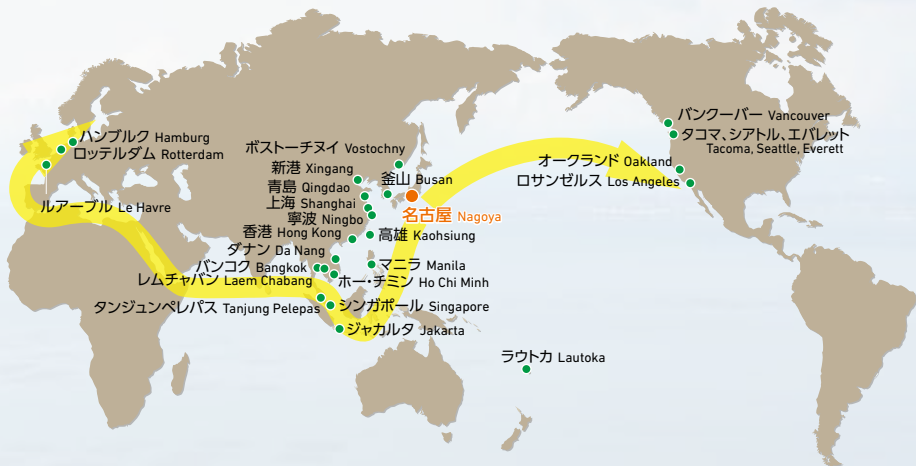 ハンブルク Hamburg
ロッテルダム Rotterdam
ルアーブル Le Havre
ボストーチヌイ Vostochny
新港 Xingang
釜山 Busan
青島 Qingdao
上海 Shanghai
寧波 Ningbo
名古屋 Nagoya
香港 Hong Kong
高雄 Kaohsiung
ダナン Da Nang
バンコク Bangkok
マニラ Manila
レムチャバン Laem Chabang
ホー・チミン Ho Chi Minh
タンジュンペレパス Tanjung Pelepas
シンガポール Singapore
ジャカルタ Jakarta
ラウトカ Lautoka
バンクーバー Vancouver
タコマ、シアトル、エバレット
Tacoma, Seattle, Everett
オークランド Oakland
ロサンゼルス Los Angeles